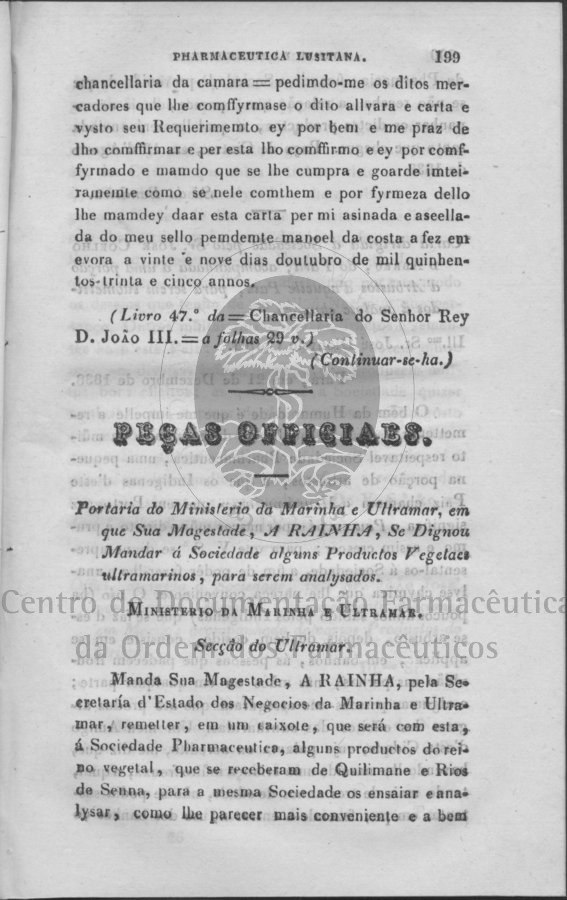 PHARMACEUTICA LUSITANA. 199
chancellaria da camara = pedimdo-me os ditos mer-
cadores que lhe comffyrmase o dito allvara e carta e
vysto seu Requerimemto ey por bem e me praz de
lho comffirmar e per esta lho comffirmo e ey por comf-
fyrmado e mamdo que se lhe cumpra e goarde imtei-
ramemte como se nele comthem e por fyrmeza dello
lhe mamdey daar esta carta per mi asinada e aseella-
da do meu sello pemdemte manoel da costa a fez em
evora a vinte e nove dias doutubro de mil quinhen-
tos trinta e cinco annos.
(Livro 47.° da = Chancellaria do Senhor Rey
D. João III. = a folhas 29 v.)
(Continuar-se-ha.)
PEÇAS OFFICIAES.
Portaria do Ministerio da Marinha e Ultramar, em
que Sua Magestade, A RAINHA, Se Dignou
Mandar á Sociedade alguns Productos Vegetaes
ultramarinos, para serem analysados.
Centro de Documentação Farmacêutica
MINISTERIO DA MARINHA E ULTRAMAR.
da Ordem dos Farmacêuticos
Secção do Ultramar.
Manda Sua Magestade, A RAINHA, pela Se-
cretaria d'Estado dos Negocios da Marinha e Ultra-
mar, remetter, em um caixote, que será com esta,
á Sociedade Pharmaceutica, alguns productos do rei-
no vegetal, que se receberam de Quilimane e Rios
de Senna, para a mesma Sociedade os ensaiar e ana-
lysar, como lhe parecer mais conveniente e a bem